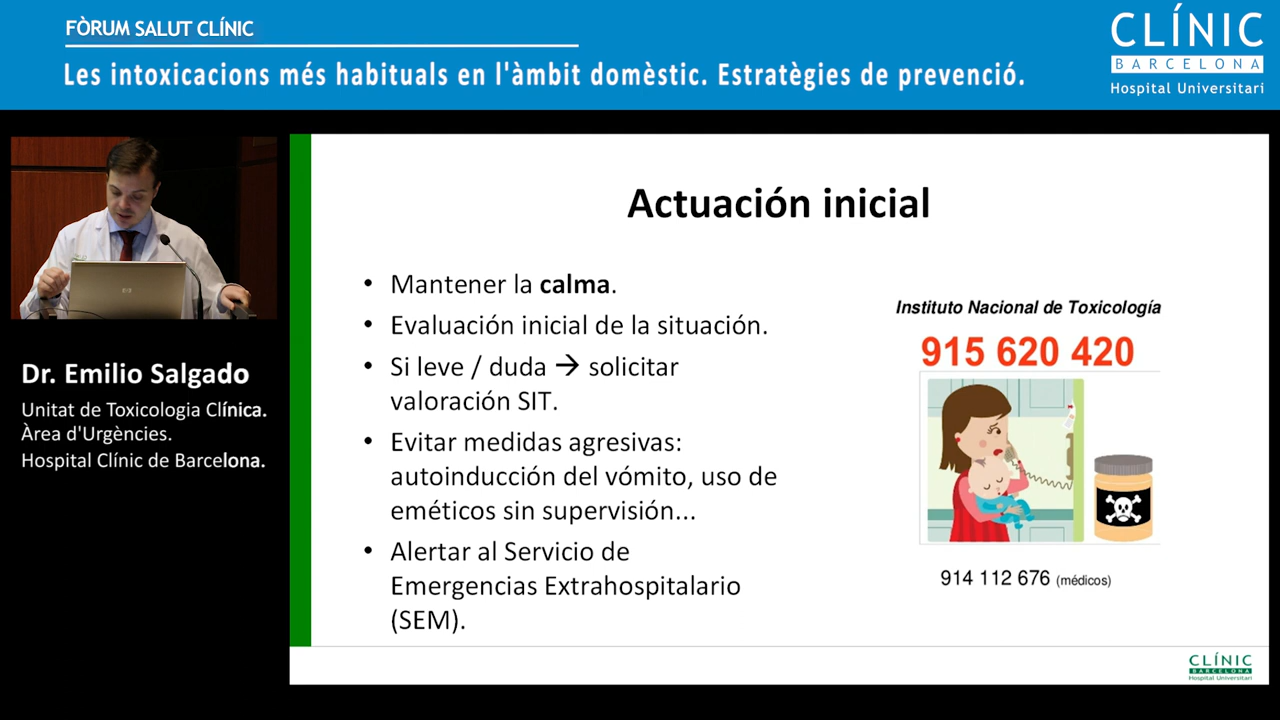 FÒRUM SALUT CLÍNIC
Les intoxicacions més habituals en l'àmbit domèstic. Estratègies de prevenció.
CLÍNIC
BARCELONA
Hospital Universitari
Dr. Emilio Salgado
Unitat de Toxicologia Clínica.
Àrea d'Urgències.
Hospital Clínic de Barcelona.
Actuación inicial
• Mantener la calma.
• Evaluación inicial de la situación.
• Si leve / duda → solicitar
valoración SIT.
• Evitar medidas agresivas:
autoinducción del vómito, uso de
eméticos sin supervisión...
• Alertar al Servicio de
Emergencias Extrahospitalario
(SEM).
Instituto Nacional de Toxicología
915 620 420
914 112 676 (médicos)
CLÍNIC
BARCELONA
Hospital Universitari